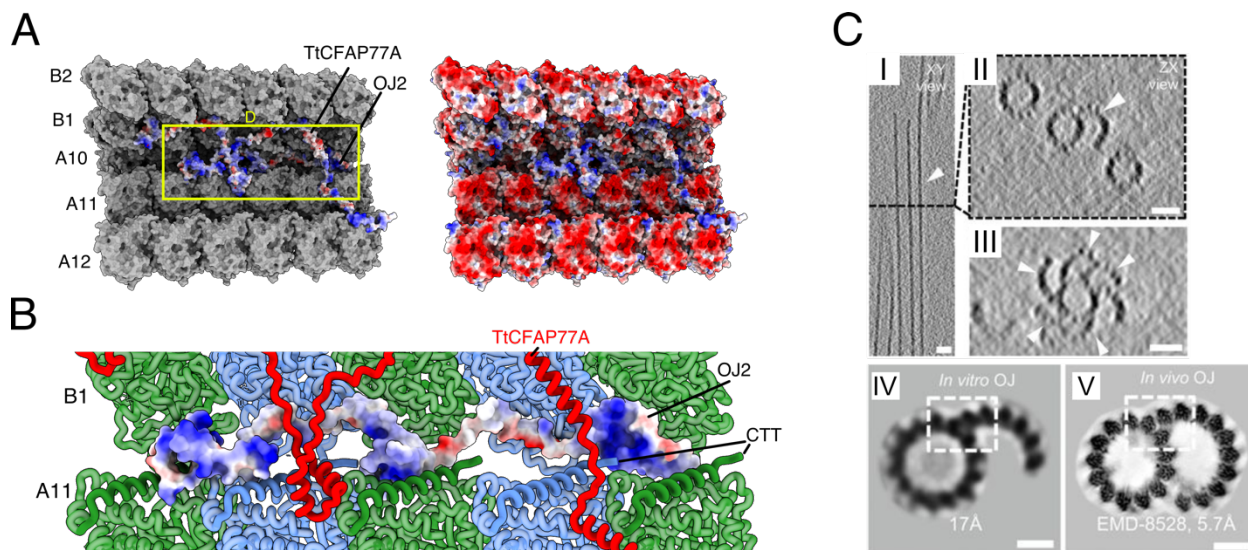 A
TtCFAP77A
OJ2
B2
B1
A10
A11
A12
D
B
TtCFAP77A
OJ2
CTT
B1
A11
C
I
XY
view
II
ZX
view
III
IV
In vitro OJ
17Å
V
In vivo OJ
EMD-8528, 5.7Å